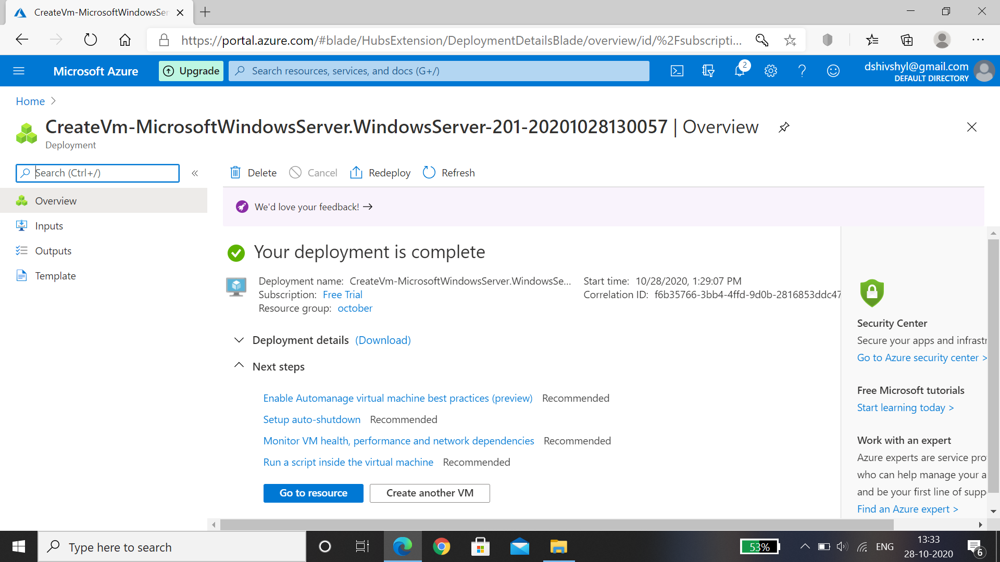 CreateVm-MicrosoftWindowsSer
https://portal.azure.com/#blade/HubsExtension/DeploymentDetailsBlade/overview/id/%2Fsubscripti...
Microsoft Azure
Upgrade
Search resources, services, and docs (G+/)
2
dshivshyl@gmail.com
DEFAULT DIRECTORY
Home
CreateVm-MicrosoftWindowsServer.WindowsServer-201-20201028130057 | Overview
Deployment
Search (Ctrl+/)
«
Delete
Cancel
Redeploy
Refresh
Overview
Inputs
Outputs
Template
We'd love your feedback! →
Your deployment is complete
Deployment name: CreateVm-MicrosoftWindowsServer.WindowsSe...
Subscription: Free Trial
Resource group: october
Start time: 10/28/2020, 1:29:07 PM
Correlation ID: f6b35766-3bb4-4ffd-9d0b-2816853ddc47
Deployment details (Download)
Next steps
Enable Automanage virtual machine best practices (preview) Recommended
Setup auto-shutdown Recommended
Monitor VM health, performance and network dependencies Recommended
Run a script inside the virtual machine Recommended
Go to resource
Create another VM
Security Center
Secure your apps and infrastr
Go to Azure security center >
Free Microsoft tutorials
Start learning today >
Work with an expert
Azure experts are service pro
who can help manage your a
and be your first line of supp
Find an Azure expert >
Type here to search
53%
ENG
13:33
28-10-2020
6